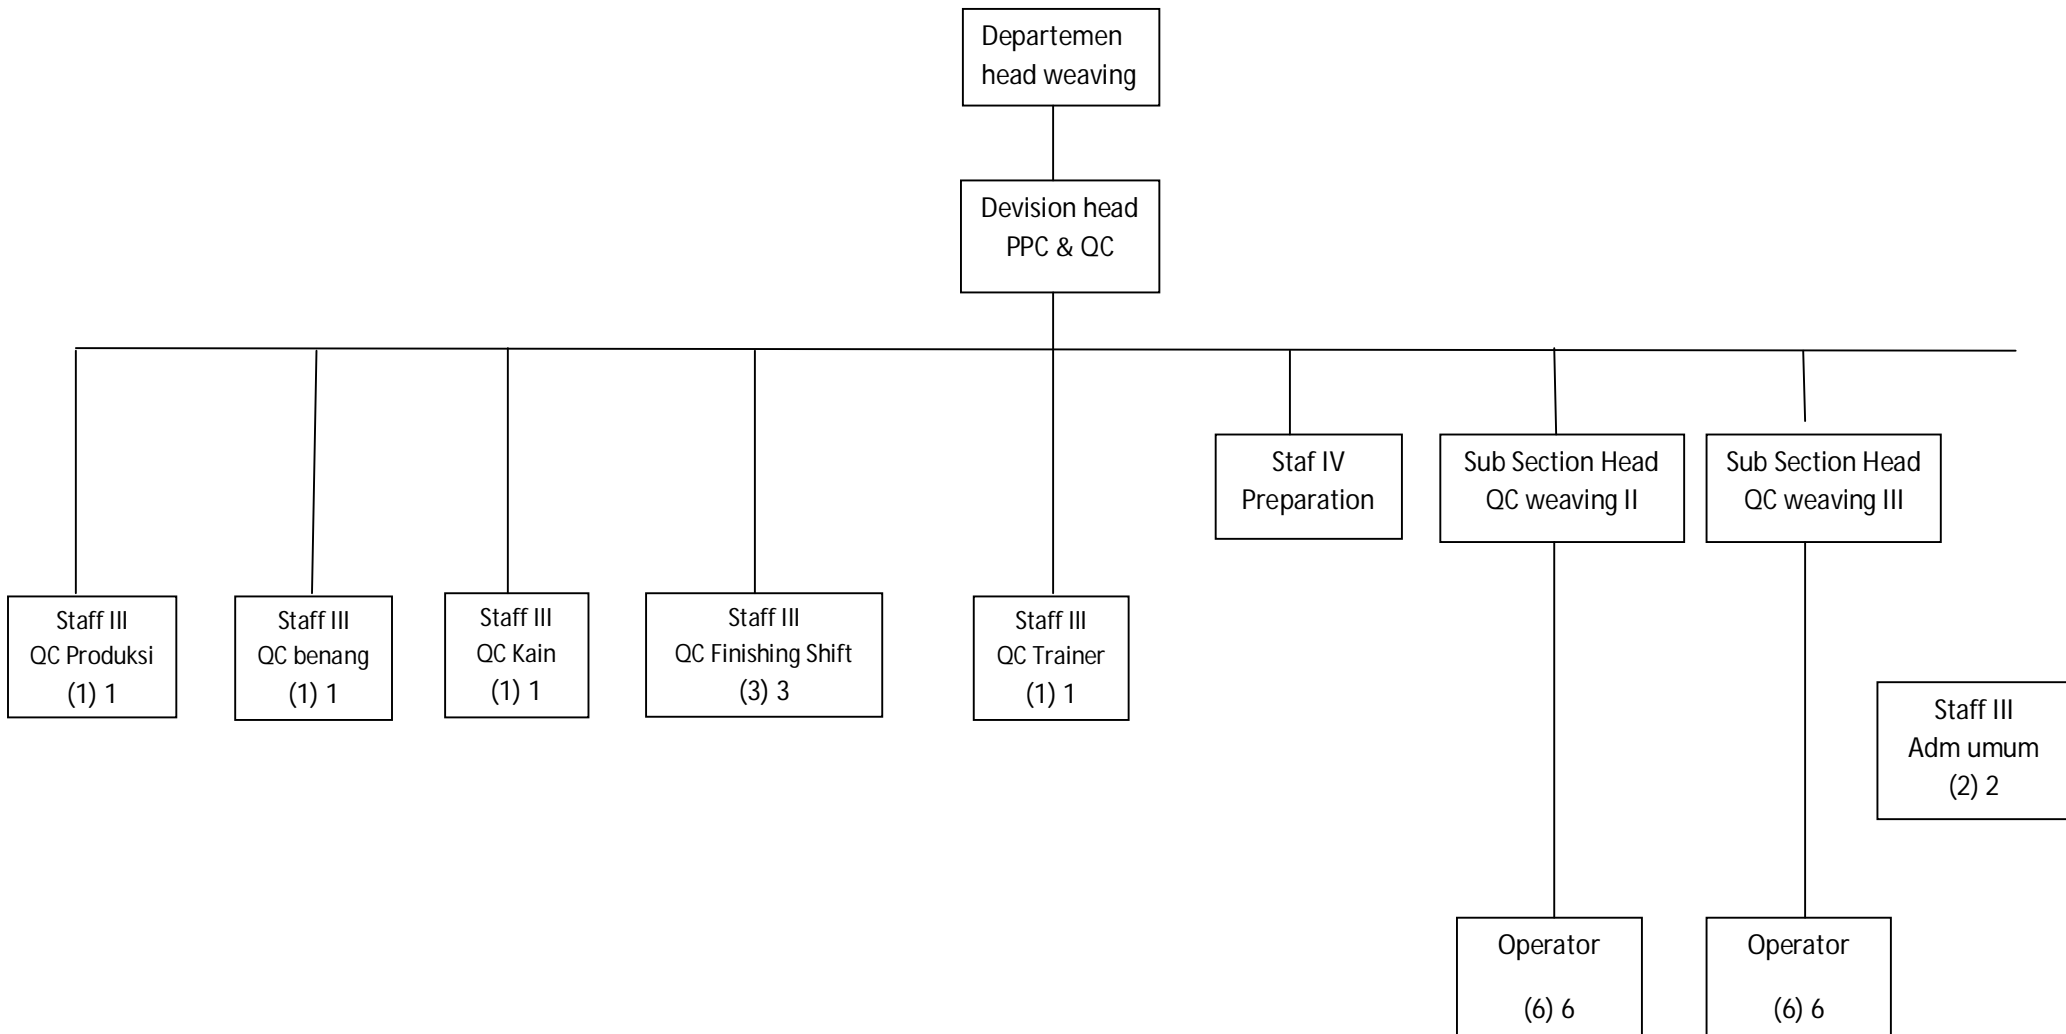 Departemen
head weaving
Devision head
PPC & QC
Staf IV
Preparation
Sub Section Head
QC weaving II
Sub Section Head
QC weaving III
Staff III
QC Produksi
(1) 1
Staff III
QC benang
(1) 1
Staff III
QC Kain
(1) 1
Staff III
QC Finishing Shift
(3) 3
Staff III
QC Trainer
(1) 1
Staff III
Adm umum
(2) 2
Operator
(6) 6
Operator
(6) 6